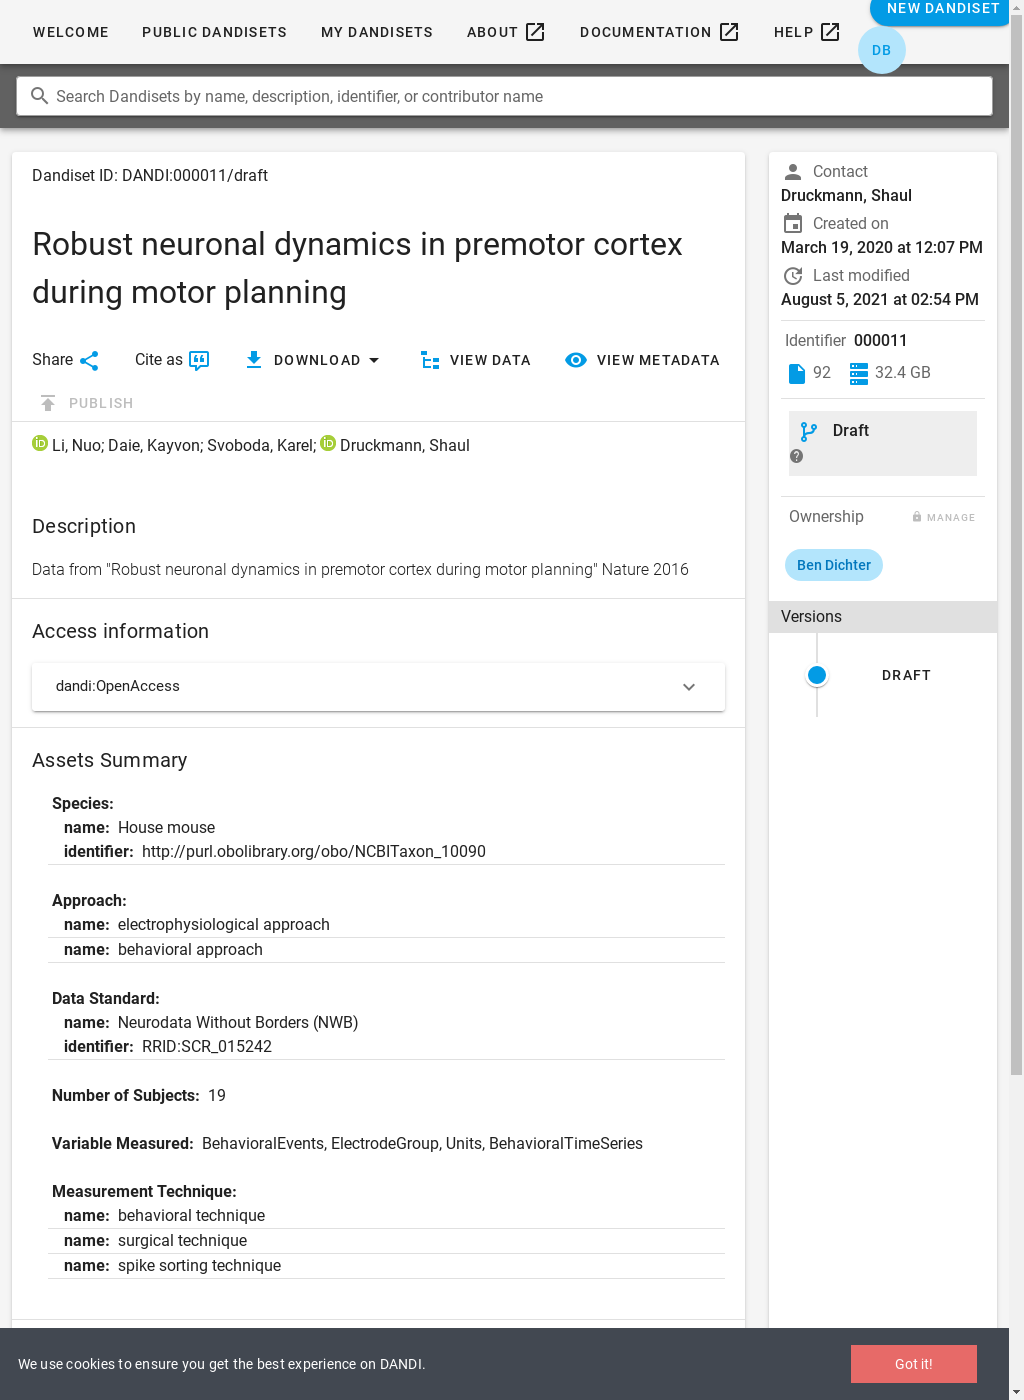 WELCOME PUBLIC DANDISETS MY DANDISETS ABOUT DOCUMENTATION HELP NEW DANDISET
DB
Search Dandisets by name, description, identifier, or contributor name
Dandiset ID: DANDI:000011/draft
Robust neuronal dynamics in premotor cortex
during motor planning
Share Cite as DOWNLOAD VIEW DATA VIEW METADATA
PUBLISH
iD Li, Nuo; Daie, Kayvon; Svoboda, Karel; iD Druckmann, Shaul
Description
Data from "Robust neuronal dynamics in premotor cortex during motor planning" Nature 2016
Access information
dandi:OpenAccess
Assets Summary
Species:
name: House mouse
identifier: http://purl.obolibrary.org/obo/NCBITaxon_10090
Approach:
name: electrophysiological approach
name: behavioral approach
Data Standard:
name: Neurodata Without Borders (NWB)
identifier: RRID:SCR_015242
Number of Subjects: 19
Variable Measured: BehavioralEvents, ElectrodeGroup, Units, BehavioralTimeSeries
Measurement Technique:
name: behavioral technique
name: surgical technique
name: spike sorting technique
Contact
Druckmann, Shaul
Created on
March 19, 2020 at 12:07 PM
Last modified
August 5, 2021 at 02:54 PM
Identifier 000011
92 32.4 GB
Draft
?
Ownership MANAGE
Ben Dichter
Versions
DRAFT
We use cookies to ensure you get the best experience on DANDI.
Got it!